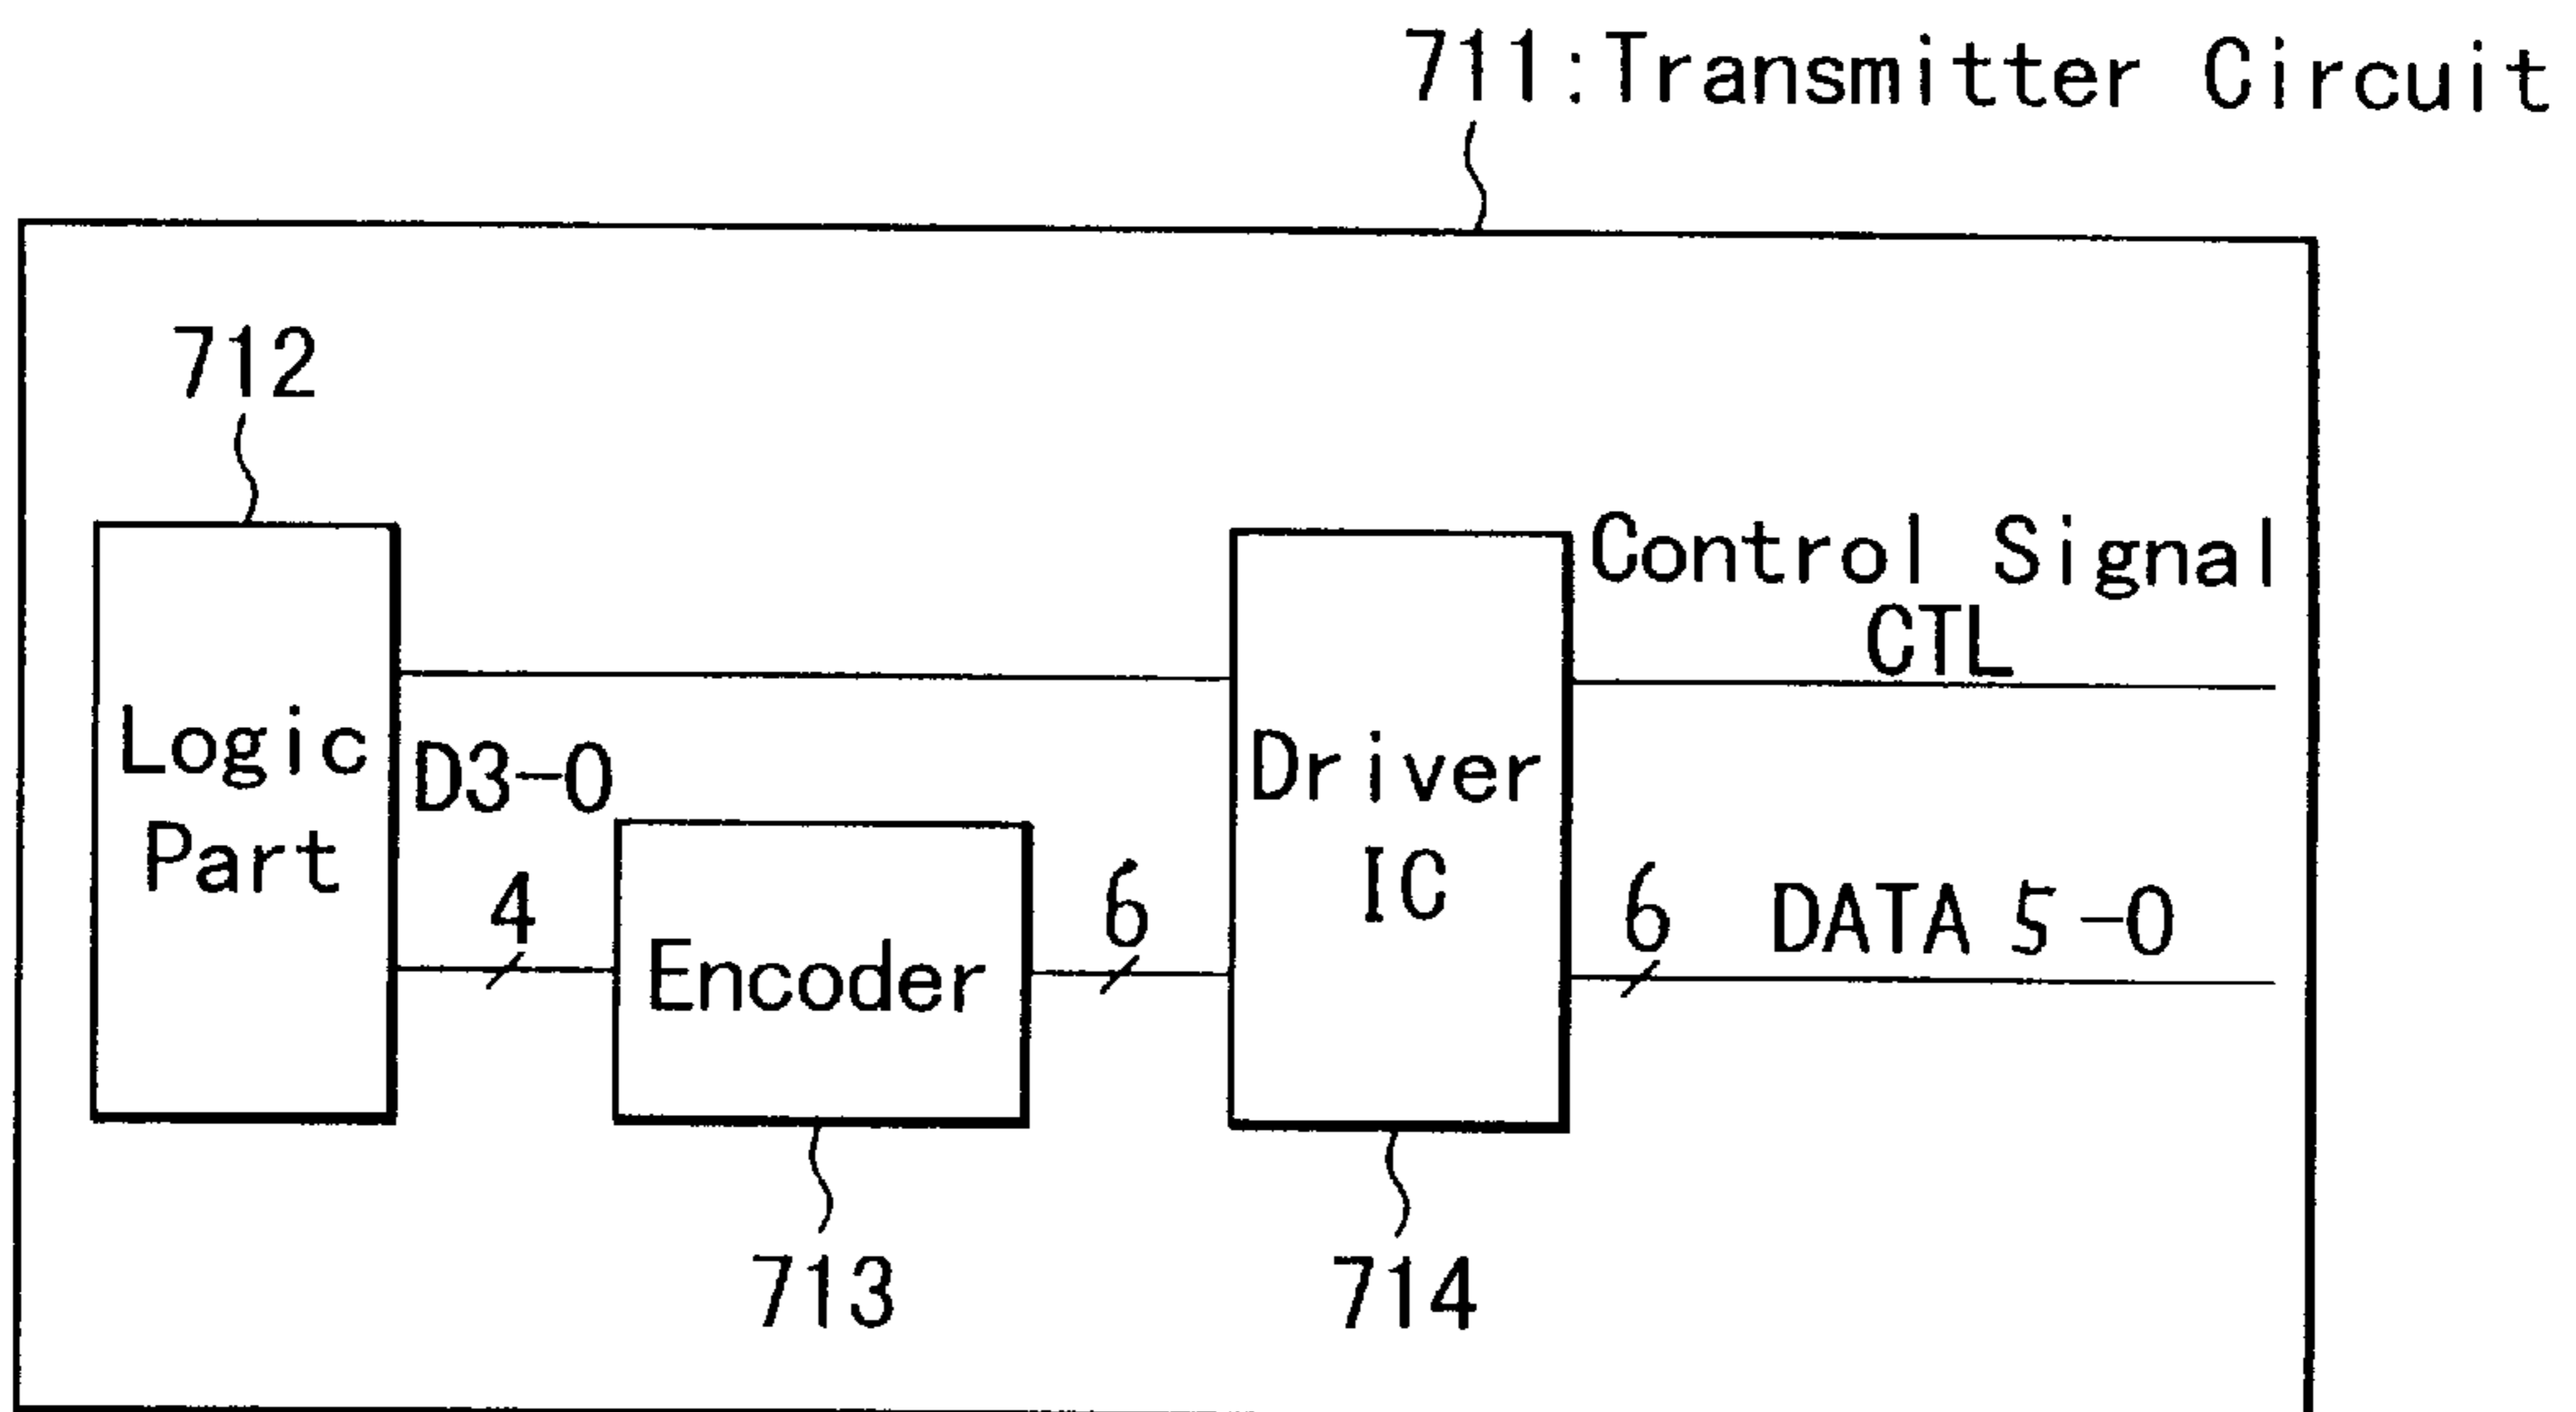 711:Transmitter Circuit
712
Control Signal
CTL
Logic
Part
D3-0
Driver
IC
4
Encoder
6
6
DATA 5-0
713
714